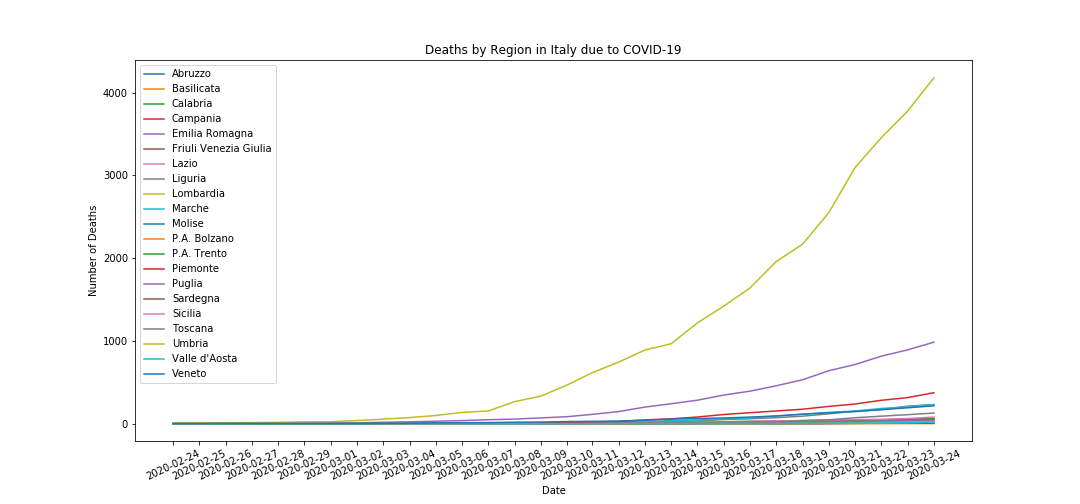 Deaths by Region in Italy due to COVID-19
Abruzzo
Basilicata
Calabria
Campania
Emilia Romagna
Friuli Venezia Giulia
Lazio
Liguria
Lombardia
Marche
Molise
P.A. Bolzano
P.A. Trento
Piemonte
Puglia
Sardegna
Sicilia
Toscana
Umbria
Valle d'Aosta
Veneto
Number of Deaths
4000
3000
2000
1000
0
2020-02-24
2020-02-25
2020-02-26
2020-02-27
2020-02-28
2020-02-29
2020-03-01
2020-03-02
2020-03-03
2020-03-04
2020-03-05
2020-03-06
2020-03-07
2020-03-08
2020-03-09
2020-03-10
2020-03-11
2020-03-12
2020-03-13
2020-03-14
2020-03-15
2020-03-16
2020-03-17
2020-03-18
2020-03-19
2020-03-20
2020-03-21
2020-03-22
2020-03-23
2020-03-24
Date